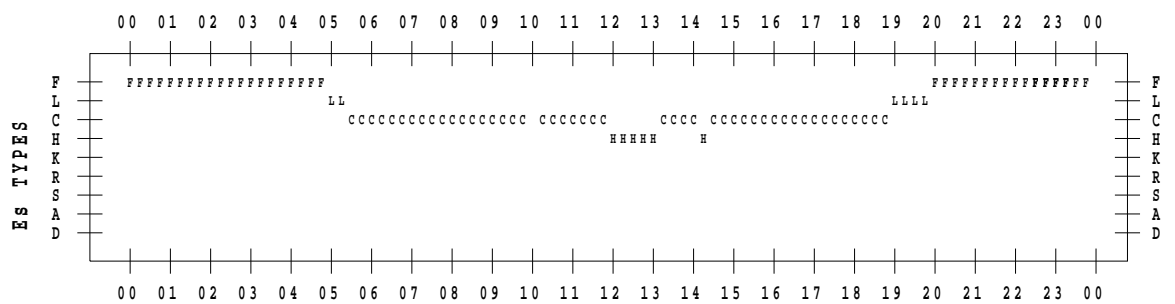 00 01 02 03 04 05 06 07 08 09 10 11 12 13 14 15 16 17 18 19 20 21 22 23 00
F FFFFFFFFFFFFFFFFFFFF FFFFFFFFFFFFFFFF F
L LL LLLL L
C CCCCCCCCCCCCCCCCCC CCCCCCC CCCC CCCCCCCCCCCCCCCCCC C
H HHHHH H H
K K
R R
S S
A A
D D
Es TYPES
00 01 02 03 04 05 06 07 08 09 10 11 12 13 14 15 16 17 18 19 20 21 22 23 00